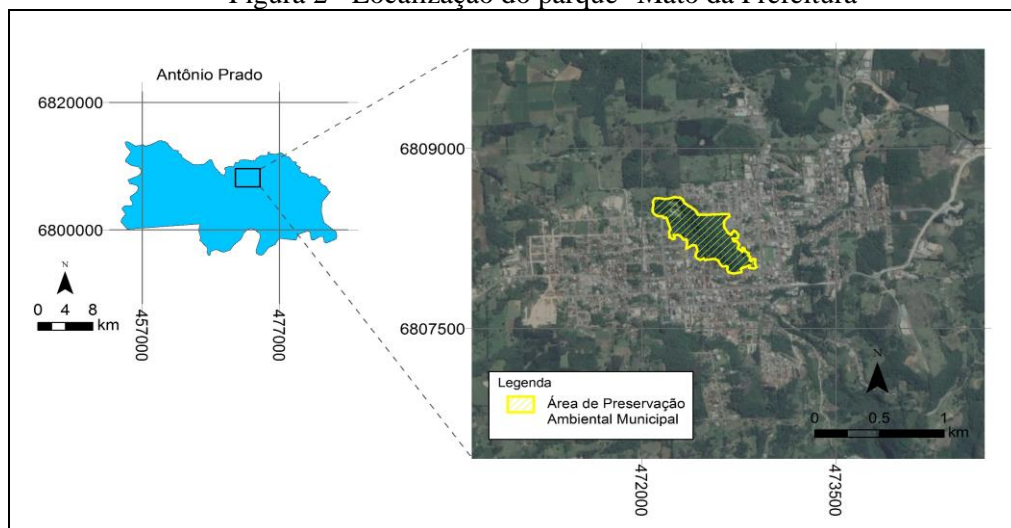 Figura 2 - Localização do parque "Mato da Prefeitura"
Antônio Prado
6820000
6800000
N
0 4 8
km
457000
477000
6809000
6807500
Legenda
Área de Preservação
Ambiental Municipal
N
0 0.5 1
km
472000
473500